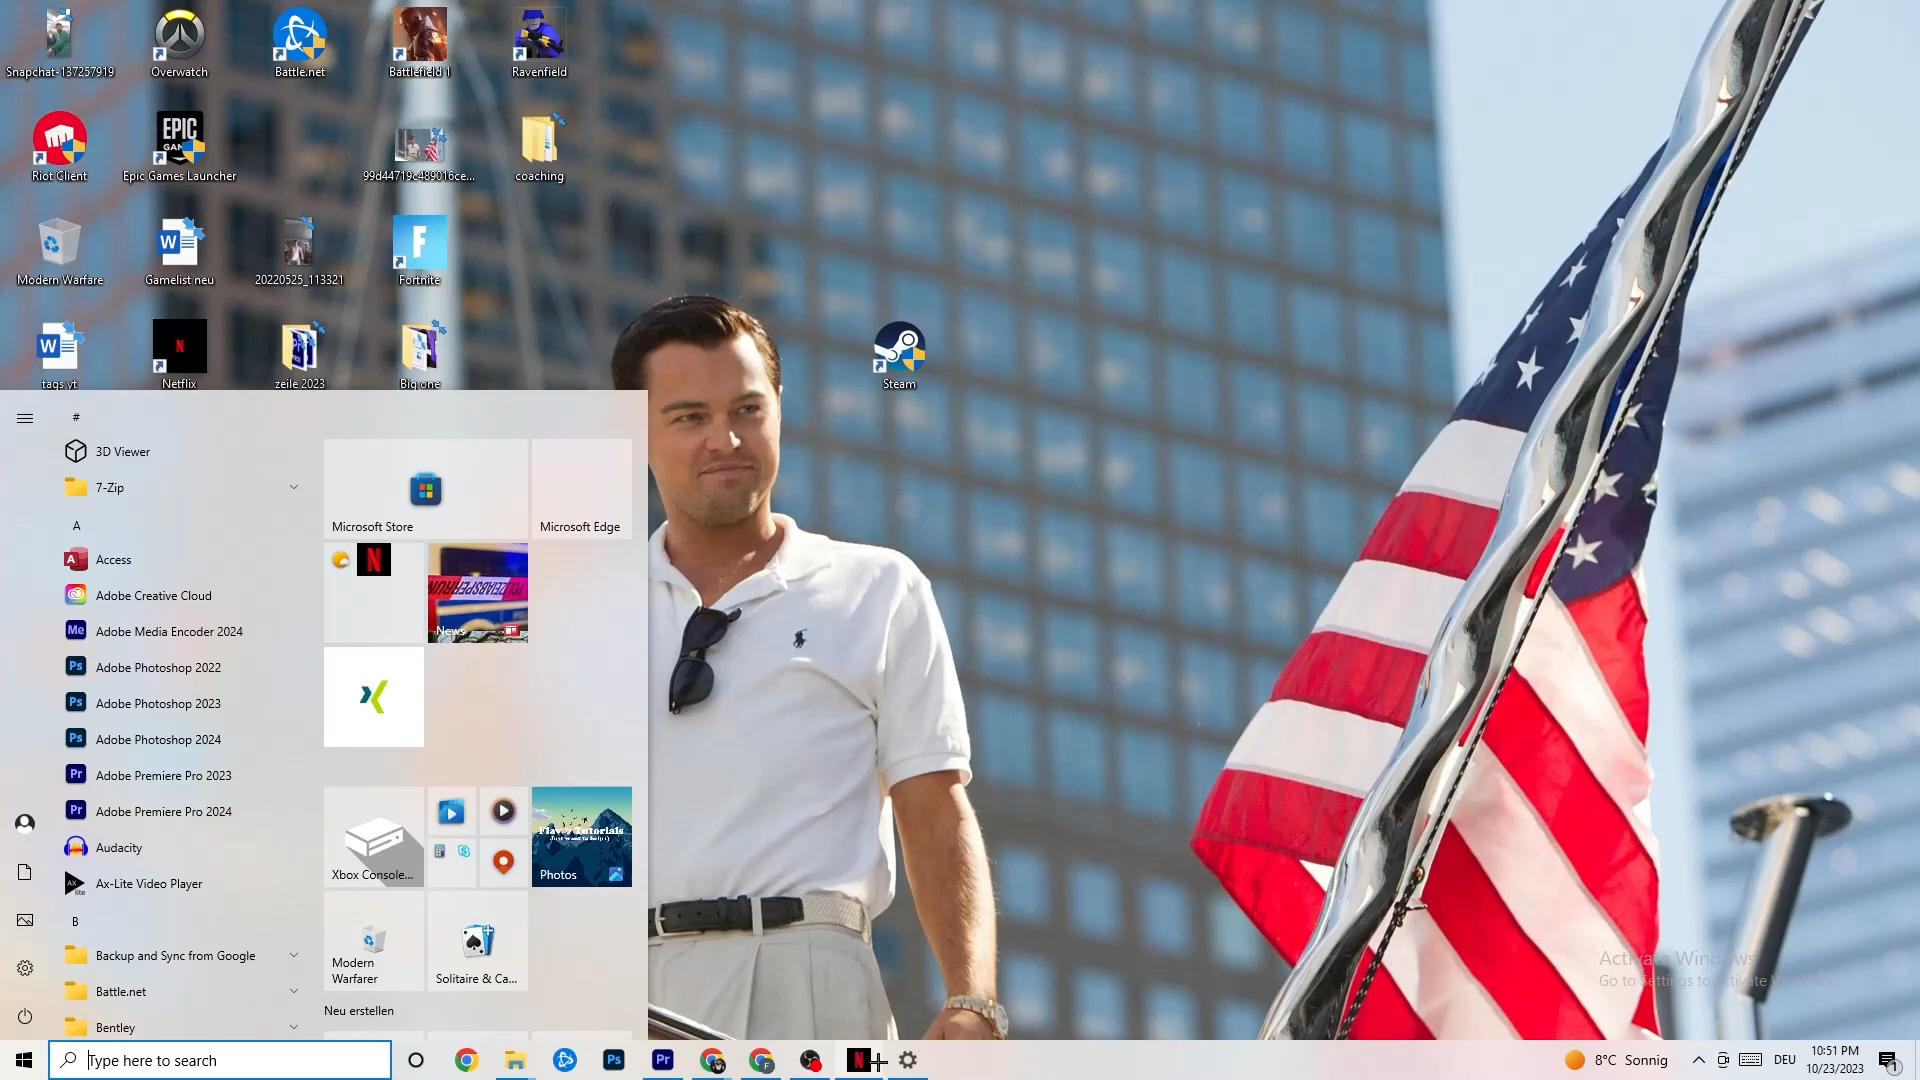 Snapchat-137257919
Overwatch
Battle.net
Battlefield 1
Ravenfield
Riot Client
EPIC
Epic Games Launcher
99d44719c489016ce...
coaching
Modern Warfare
Gamelist neu
20220525_113321
Fortnite
tags yt
Netflix
zeile 2023
Big one
Steam
#
3D Viewer
7-Zip
A
Access
Adobe Creative Cloud
Adobe Media Encoder 2024
Adobe Photoshop 2022
Adobe Photoshop 2023
Adobe Photoshop 2024
Adobe Premiere Pro 2023
Adobe Premiere Pro 2024
Audacity
Ax-Lite Video Player
B
Backup and Sync from Google
Battle.net
Bentley
Microsoft Store
Microsoft Edge
News
Xbox Console...
Photos
Modern
Warfarer
Solitaire & Ca...
Neu erstellen
Activate Windows
Go to Settings to activate
Type here to search
8°C Sonnig
DEU
10:51 PM
10/23/2023